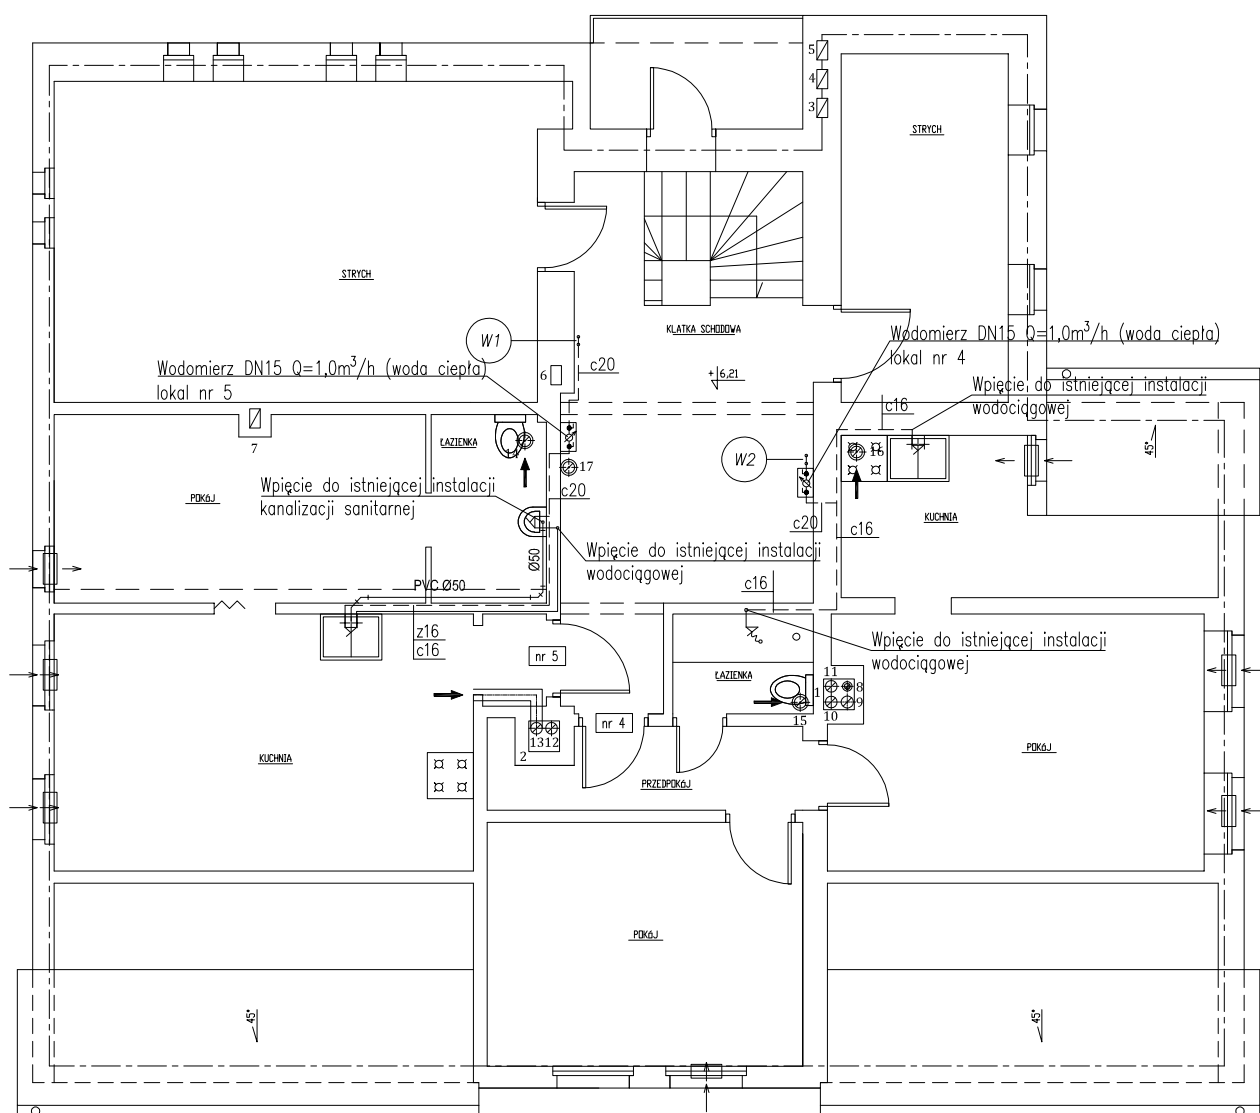 5
4
3
STRYCH
STRYCH
KLATKA SCHODOWA
+6,21
W1
c20
Wodomierz DN15 Q=1,0m³/h (woda ciepła)
lokal nr 5
6
Wodomierz DN15 Q=1,0m³/h (woda ciepła)
lokal nr 4
Wpięcie do istniejącej instalacji
wodociągowej
c16
45°
7
ŁAZIENKA
17
c20
W2
16
c20
c16
KUCHNIA
POKÓJ
Wpięcie do istniejącej instalacji
kanalizacji sanitarnej
Ø50
PVC Ø50
Wpięcie do istniejącej instalacji
wodociągowej
c16
z16
c16
nr 5
Wpięcie do istniejącej instalacji
wodociągowej
ŁAZIENKA
1
11
8
9
10
15
nr 4
13
12
2
KUCHNIA
PRZEDPOKÓJ
POKÓJ
POKÓJ
45°
45°